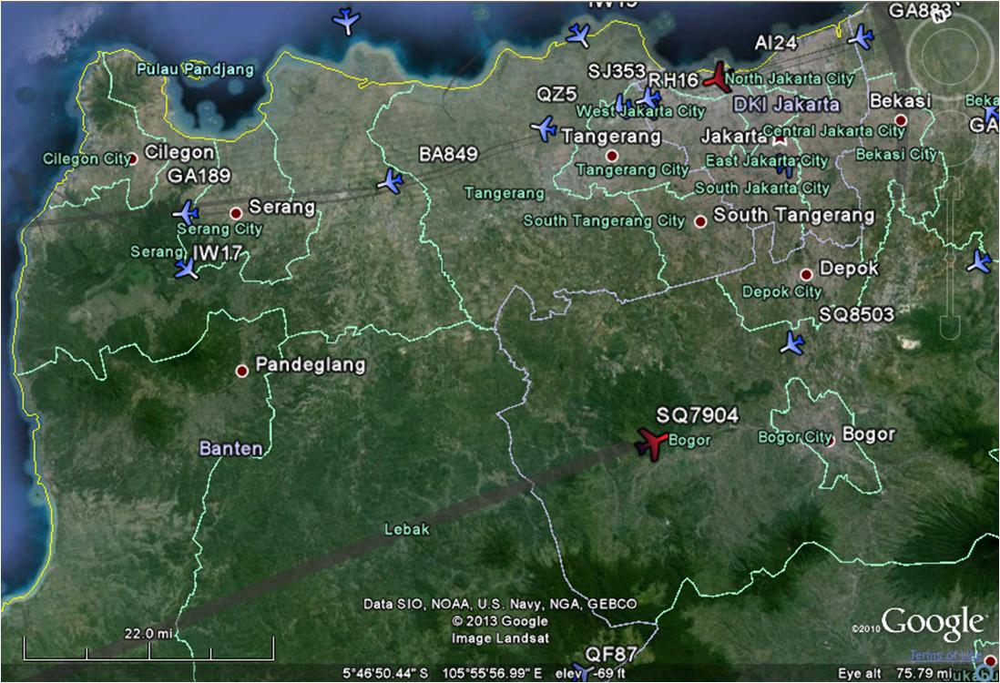 IW15
GA883
N
AI24
Pulau Pandjang
SJ353
RH16
North Jakarta City
QZ5
DKI Jakarta
Bekasi
West Jakarta City
Central Jakarta City
Tangerang
Jakarta
GA
Cilegon
BA849
Bekasi City
Cilegon City
East Jakarta City
Tangerang City
GA189
Tangerang
South Jakarta City
Serang
South Tangerang City
South Tangerang
Serang City
Serang
IW17
Depok
Depok City
SQ8503
Pandeglang
SQ7904
Bogor
Bogor City
Bogor
Banten
Lebak
Data SIO, NOAA, U.S. Navy, NGA, GEBCO
© 2013 Google
Image Landsat
©2010 Google
22.0 mi
QF87
Terms of Use
5°46'50.44" S 105°55'56.99" E elev -69 ft
Eye alt 75.79 mi